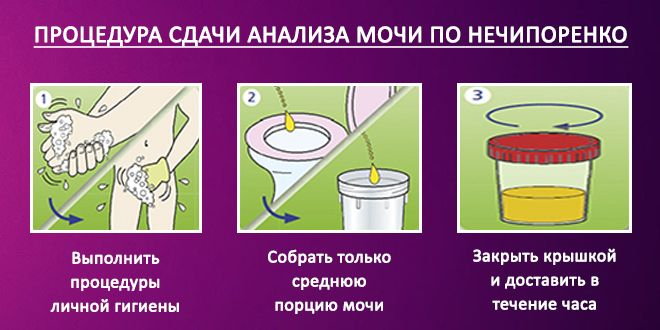 ПРОЦЕДУРА СДАЧИ АНАЛИЗА МОЧИ ПО НЕЧИПОРЕНКО
1
2
3
Выполнить
процедуры
личной гигиены
Собрать только
среднюю
порцию мочи
Закрыть крышкой
и доставить в
течение часа